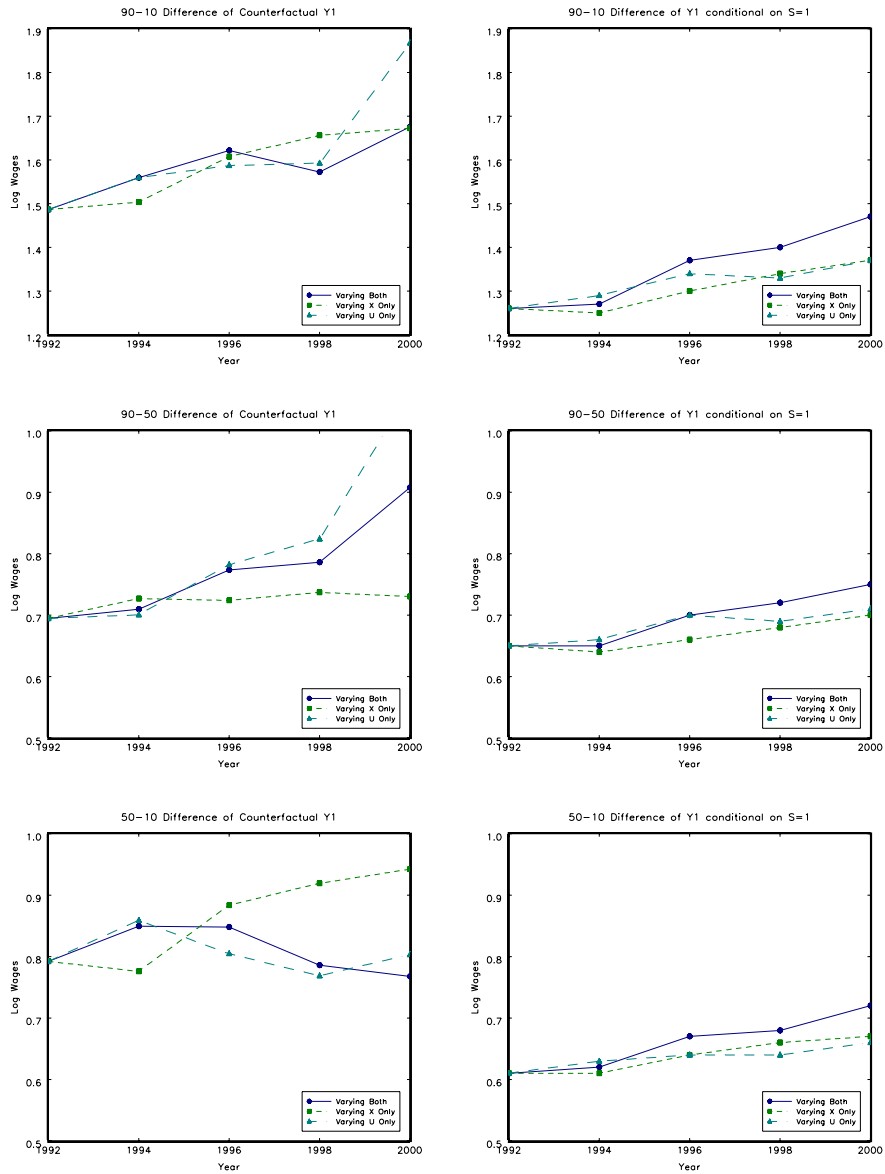 90−10 Difference of Counterfactual Y1
1.9
1.8
1.7
1.6
1.5
1.4
1.3
1.2
Log Wages
Varying Both
Varying X Only
Varying U Only
1992
1994
1996
1998
2000
Year
90−10 Difference of Y1 conditional on S=1
1.9
1.8
1.7
1.6
1.5
1.4
1.3
1.2
Log Wages
Varying Both
Varying X Only
Varying U Only
1992
1994
1996
1998
2000
Year
90−50 Difference of Counterfactual Y1
1.0
0.9
0.8
0.7
0.6
0.5
Log Wages
Varying Both
Varying X Only
Varying U Only
1992
1994
1996
1998
2000
Year
90−50 Difference of Y1 conditional on S=1
1.0
0.9
0.8
0.7
0.6
0.5
Log Wages
Varying Both
Varying X Only
Varying U Only
1992
1994
1996
1998
2000
Year
50−10 Difference of Counterfactual Y1
1.0
0.9
0.8
0.7
0.6
0.5
Log Wages
Varying Both
Varying X Only
Varying U Only
1992
1994
1996
1998
2000
Year
50−10 Difference of Y1 conditional on S=1
1.0
0.9
0.8
0.7
0.6
0.5
Log Wages
Varying Both
Varying X Only
Varying U Only
1992
1994
1996
1998
2000
Year